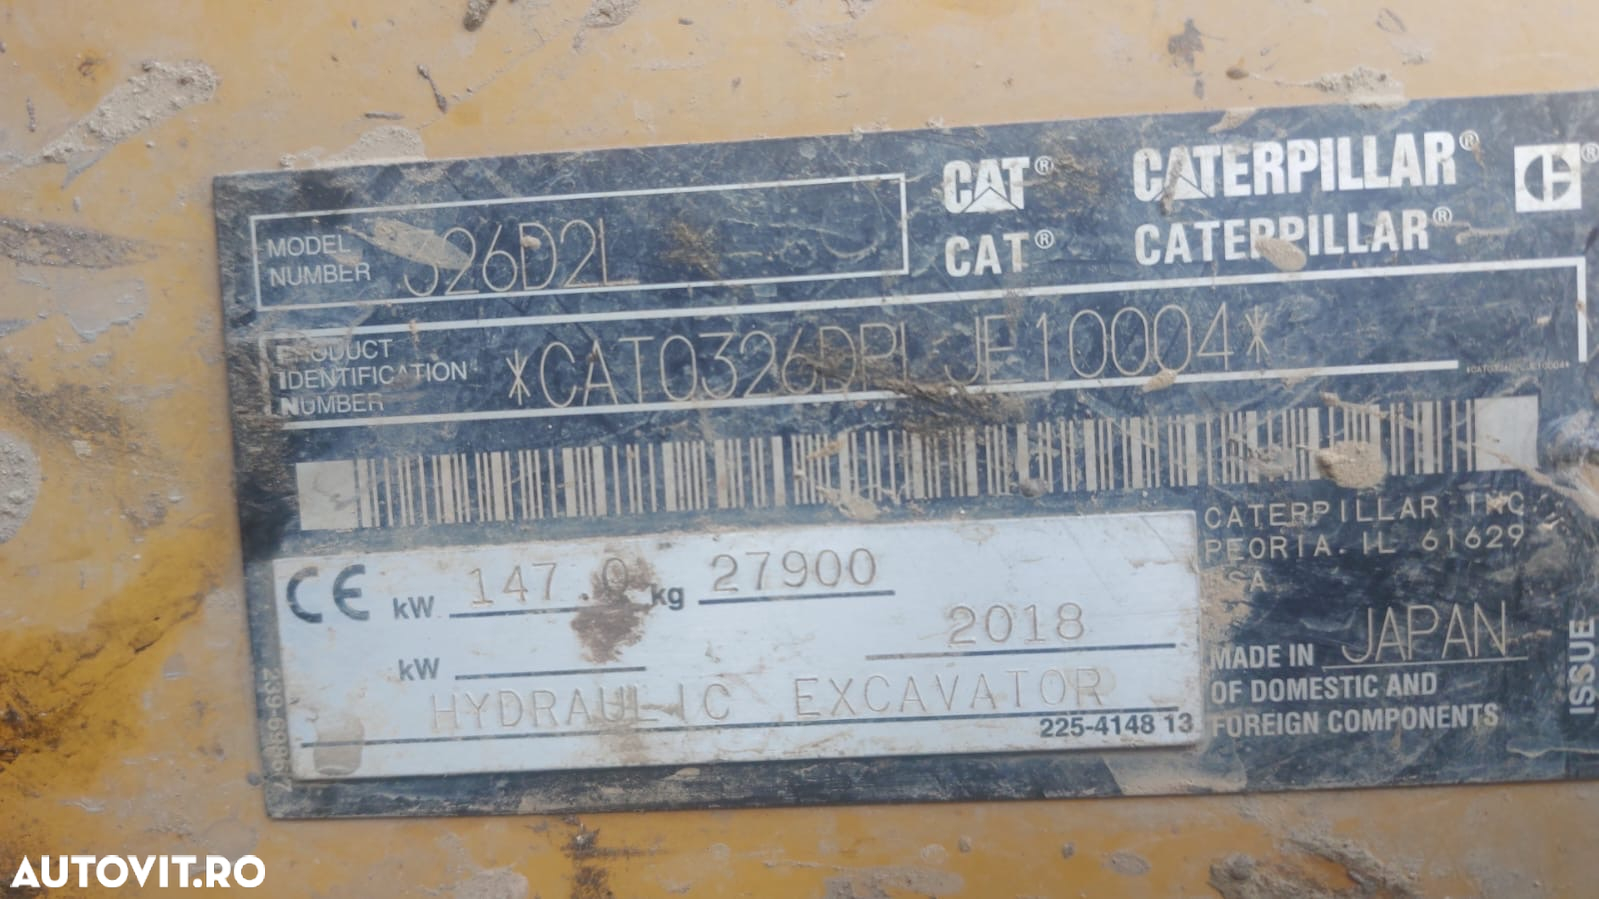 CAT® CATERPILLAR®
CAT® CATERPILLAR®
MODEL NUMBER 326D2L
PRODUCT IDENTIFICATION NUMBER
CATERPILLAR INC
PEORIA, IL 61629
CE kW 147.0 kg 27900
2018
kW
HYDRAULIC EXCAVATOR
225-4148 13
MADE IN JAPAN
OF DOMESTIC AND
FOREIGN COMPONENTS
ISSUE
AUTOVIT.RO